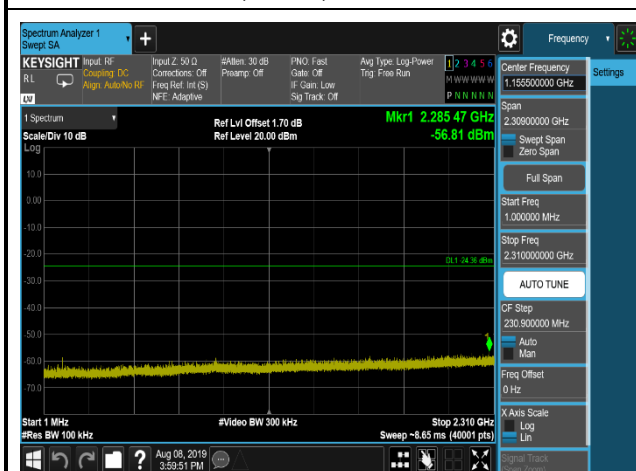 Spectrum Analyzer 1
Swept SA
+
Frequency
KEYSIGHT
RL
Input: RF
Coupling: DC
Align: Auto/No RF
Input Z: 50 Ω
Corrections: Off
Freq Ref: Int (S)
NFE: Adaptive
#Atten: 30 dB
Preamp: Off
PNO: Fast
Gate: Off
IF Gain: Low
Sig Track: Off
Avg Type: Log-Power
Trig: Free Run
1 2 3 4 5 6
M W W W W W
P N N N N N
1 Spectrum
Scale/Div 10 dB
Log
Ref Lvl Offset 1.70 dB
Ref Level 20.00 dBm
Mkr1 2.285 47 GHz
-56.81 dBm
10.0
0.00
-10.0
-20.0
DL1 -24.36 dBm
-30.0
-40.0
-50.0
1
-60.0
-70.0
Start 1 MHz
#Res BW 100 kHz
#Video BW 300 kHz
Stop 2.310 GHz
Sweep ~8.65 ms (40001 pts)
Center Frequency
1.155500000 GHz
Settings
Span
2.30900000 GHz
Swept Span
Zero Span
Full Span
Start Freq
1.000000 MHz
Stop Freq
2.310000000 GHz
AUTO TUNE
CF Step
230.900000 MHz
Auto
Man
Freq Offset
0 Hz
X Axis Scale
Log
Lin
Signal Track
(Span Zoom)
?
Aug 08, 2019
3:59:51 PM